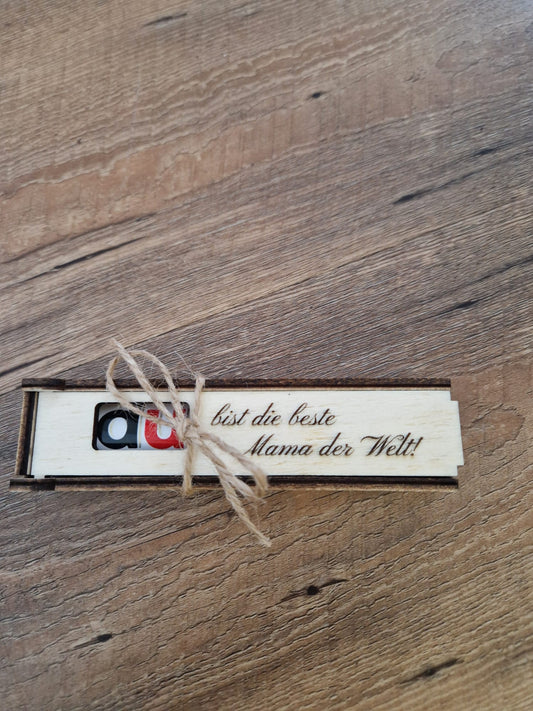 du bist die beste
Mama der Welt!